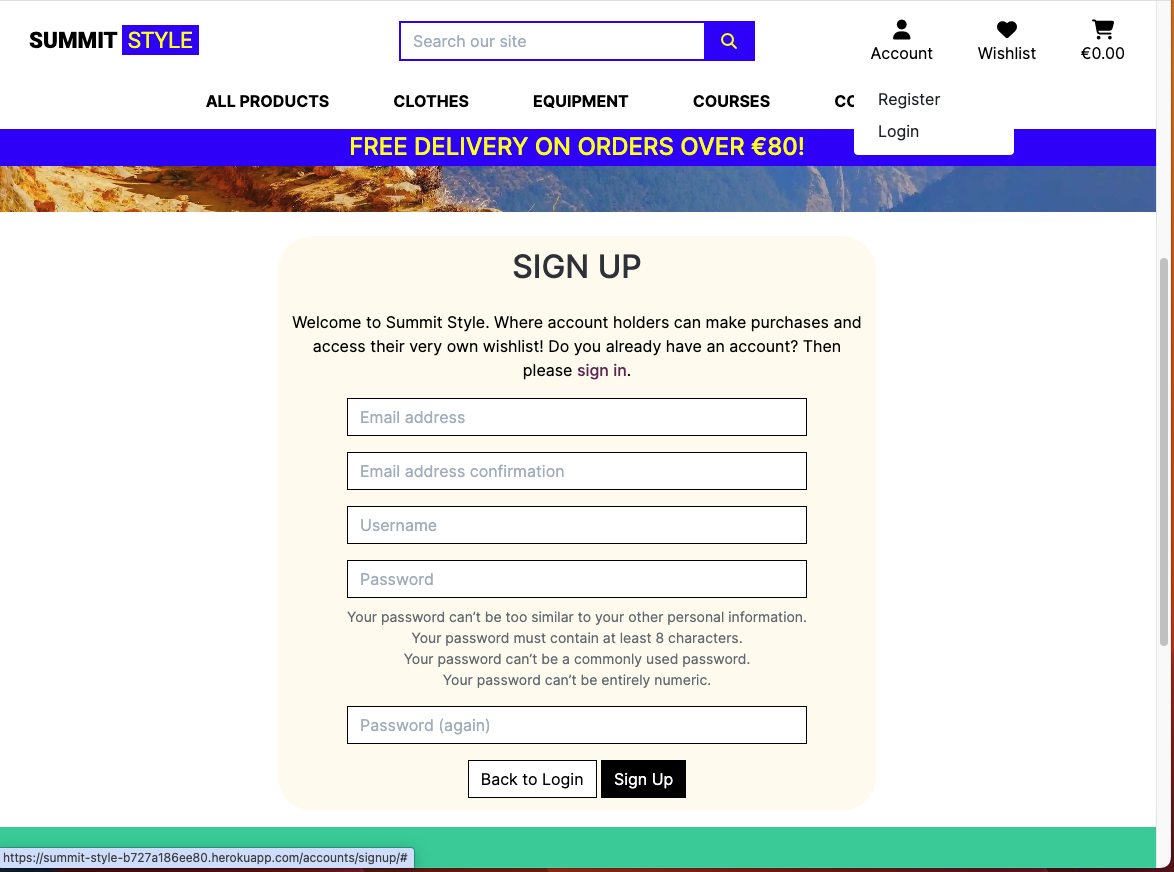 SUMMIT STYLE
Search our site
Account
Wishlist
€0.00
ALL PRODUCTS
CLOTHES
EQUIPMENT
COURSES
Register
Login
FREE DELIVERY ON ORDERS OVER €80!
SIGN UP
Welcome to Summit Style. Where account holders can make purchases and
access their very own wishlist! Do you already have an account? Then
please sign in.
Email address
Email address confirmation
Username
Password
Your password can’t be too similar to your other personal information.
Your password must contain at least 8 characters.
Your password can’t be a commonly used password.
Your password can’t be entirely numeric.
Password (again)
Back to Login
Sign Up
https://summit-style-b727a186ee80.herokuapp.com/accounts/signup/#